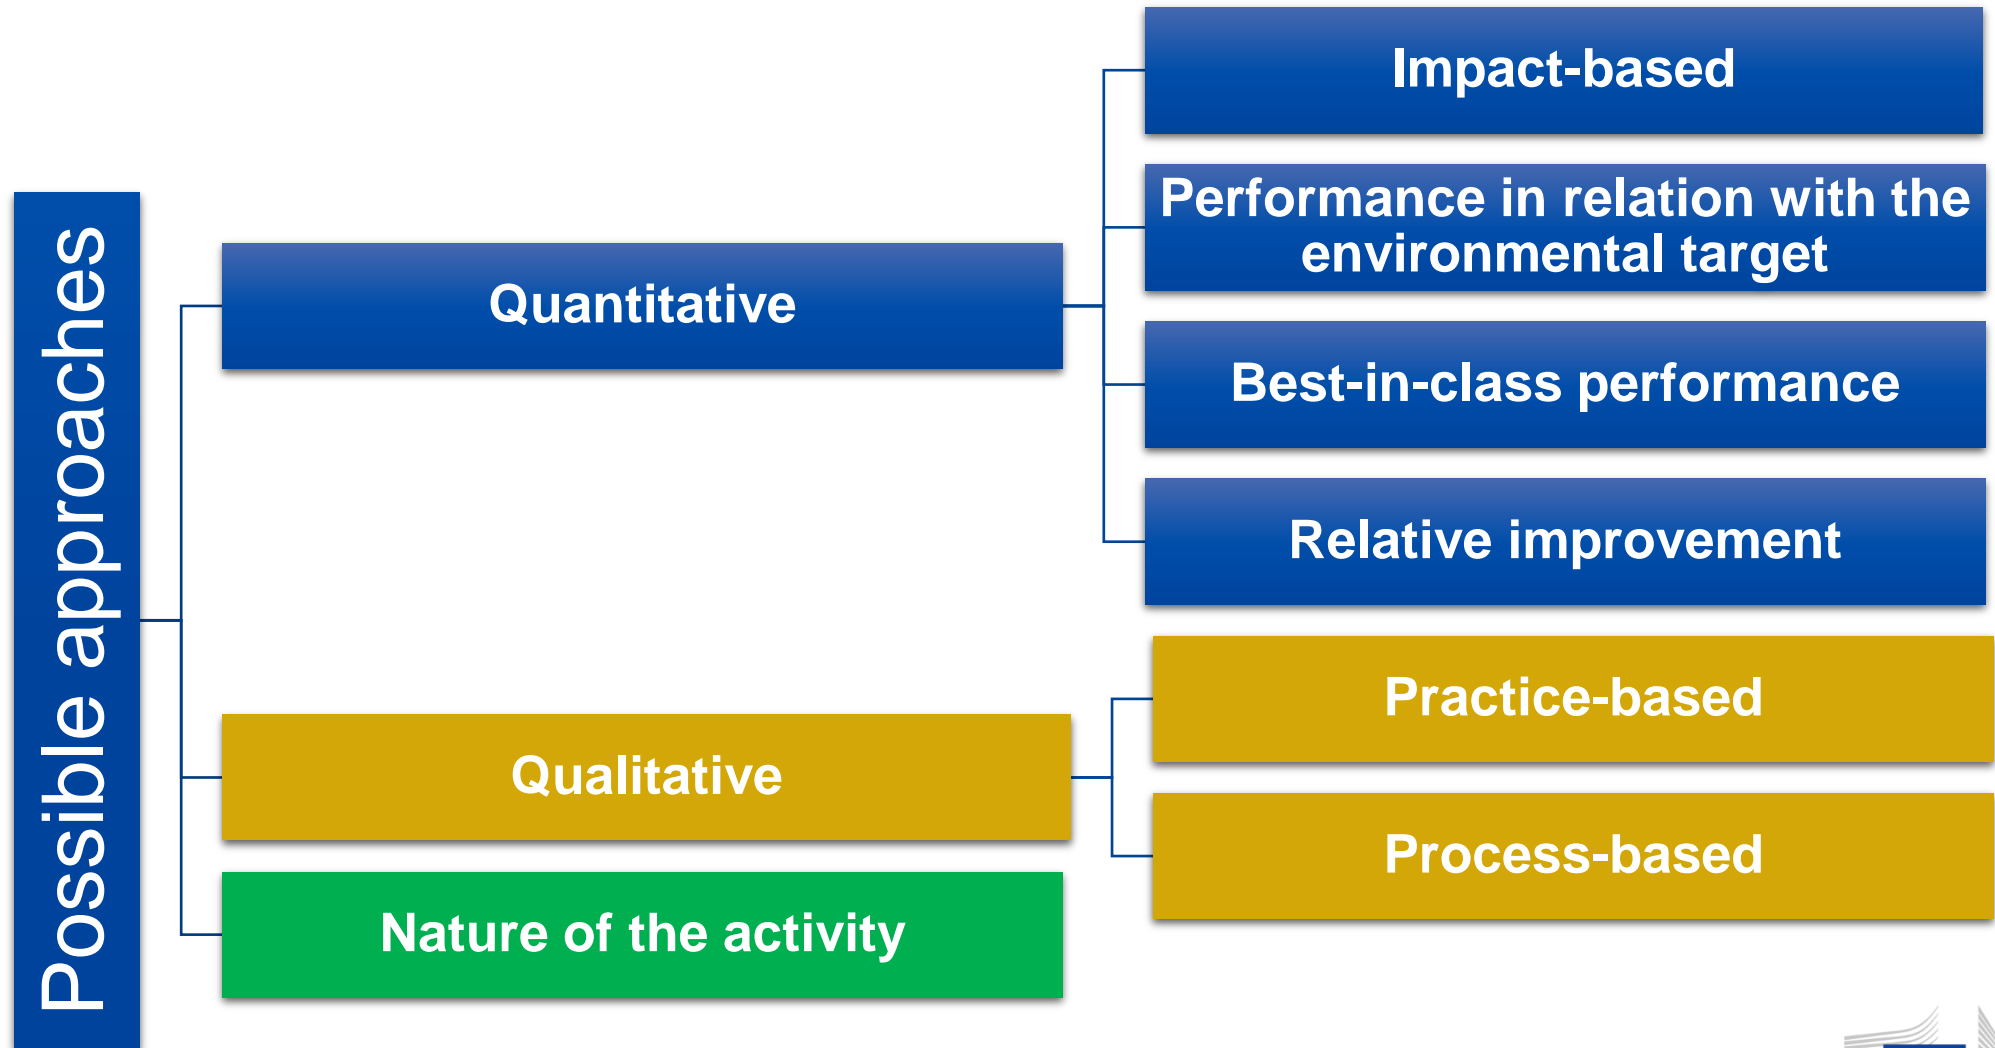 Possible approaches
Quantitative
Impact-based
Performance in relation with the
environmental target
Best-in-class performance
Relative improvement
Qualitative
Practice-based
Process-based
Nature of the activity